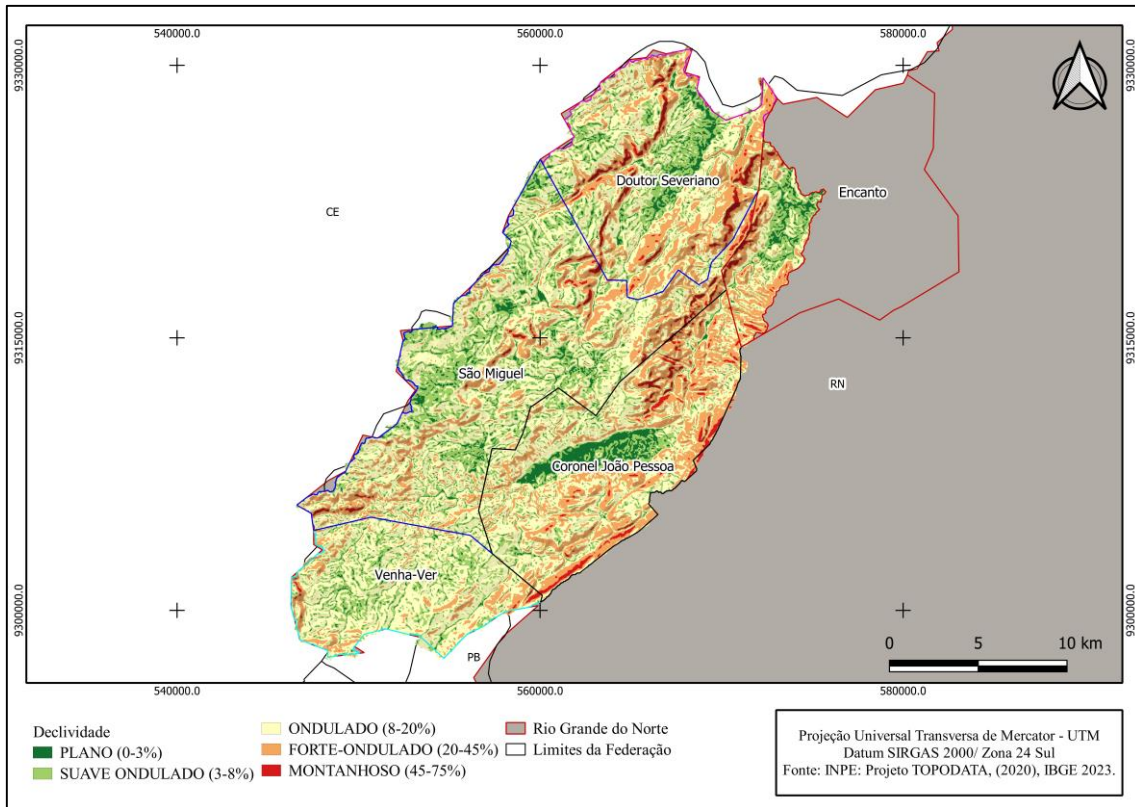 540000.0
560000.0
580000.0
9330000.0
9330000.0
Doutor Severiano
Encanto
CE
9315000.0
9315000.0
São Miguel
RN
Coronel João Pessoa
Venha-Ver
9300000.0
9300000.0
0 5 10 km
PB
540000.0
560000.0
580000.0
Declividade
PLANO (0-3%)
SUAVE ONDULADO (3-8%)
ONDULADO (8-20%)
FORTE-ONDULADO (20-45%)
MONTANHOSO (45-75%)
Rio Grande do Norte
Limites da Federação
Projeção Universal Transversa de Mercator - UTM
Datum SIRGAS 2000/ Zona 24 Sul
Fonte: INPE: Projeto TOPODATA, (2020), IBGE 2023.